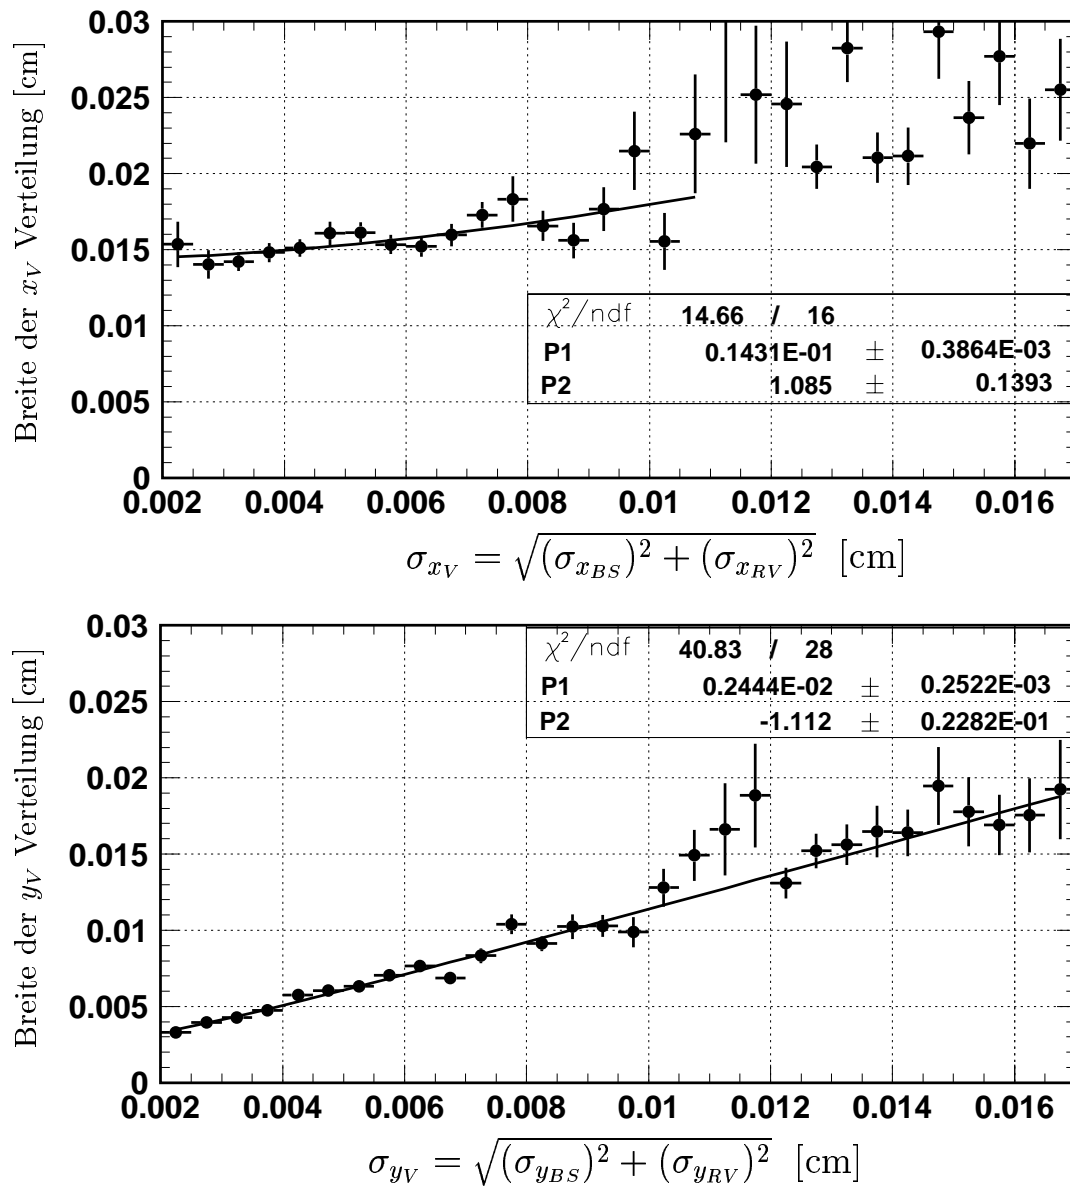 0.03
0.025
0.02
0.015
0.01
0.005
0
Breite der x_V Verteilung [cm]
χ²/ndf 14.66 / 16
P1 0.1431E-01 ± 0.3864E-03
P2 1.085 ± 0.1393
0.002 0.004 0.006 0.008 0.01 0.012 0.014 0.016
σ_{x_V} = √((σ_{x_{BS}})² + (σ_{x_{RV}})²) [cm]
0.03
0.025
0.02
0.015
0.01
0.005
0
Breite der y_V Verteilung [cm]
χ²/ndf 40.83 / 28
P1 0.2444E-02 ± 0.2522E-03
P2 -1.112 ± 0.2282E-01
0.002 0.004 0.006 0.008 0.01 0.012 0.014 0.016
σ_{y_V} = √((σ_{y_{BS}})² + (σ_{y_{RV}})²) [cm]